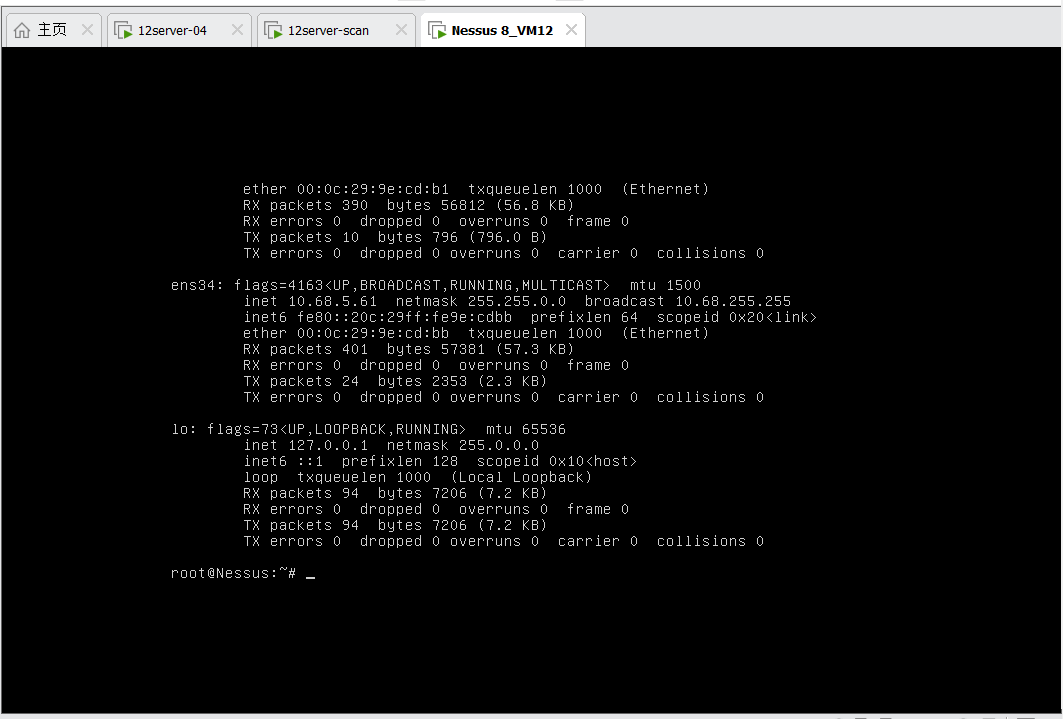 主页
12server-04
12server-scan
Nessus 8_VM12
ether 00:0c:29:9e:cd:b1  txqueuelen 1000  (Ethernet)
RX packets 390  bytes 56812 (56.8 KB)
RX errors 0  dropped 0  overruns 0  frame 0
TX packets 10  bytes 796 (796.0 B)
TX errors 0  dropped 0 overruns 0  carrier 0  collisions 0
ens34: flags=4163<UP,BROADCAST,RUNNING,MULTICAST>  mtu 1500
inet 10.68.5.61  netmask 255.255.0.0  broadcast 10.68.255.255
inet6 fe80::20c:29ff:fe9e:cdbb  prefixlen 64  scopeid 0x20<link>
ether 00:0c:29:9e:cd:bb  txqueuelen 1000  (Ethernet)
RX packets 401  bytes 57381 (57.3 KB)
RX errors 0  dropped 0  overruns 0  frame 0
TX packets 24  bytes 2353 (2.3 KB)
TX errors 0  dropped 0 overruns 0  carrier 0  collisions 0
lo: flags=73<UP,LOOPBACK,RUNNING>  mtu 65536
inet 127.0.0.1  netmask 255.0.0.0
inet6 ::1  prefixlen 128  scopeid 0x10<host>
loop  txqueuelen 1000  (Local Loopback)
RX packets 94  bytes 7206 (7.2 KB)
RX errors 0  dropped 0  overruns 0  frame 0
TX packets 94  bytes 7206 (7.2 KB)
TX errors 0  dropped 0 overruns 0  carrier 0  collisions 0
root@Nessus:~# _